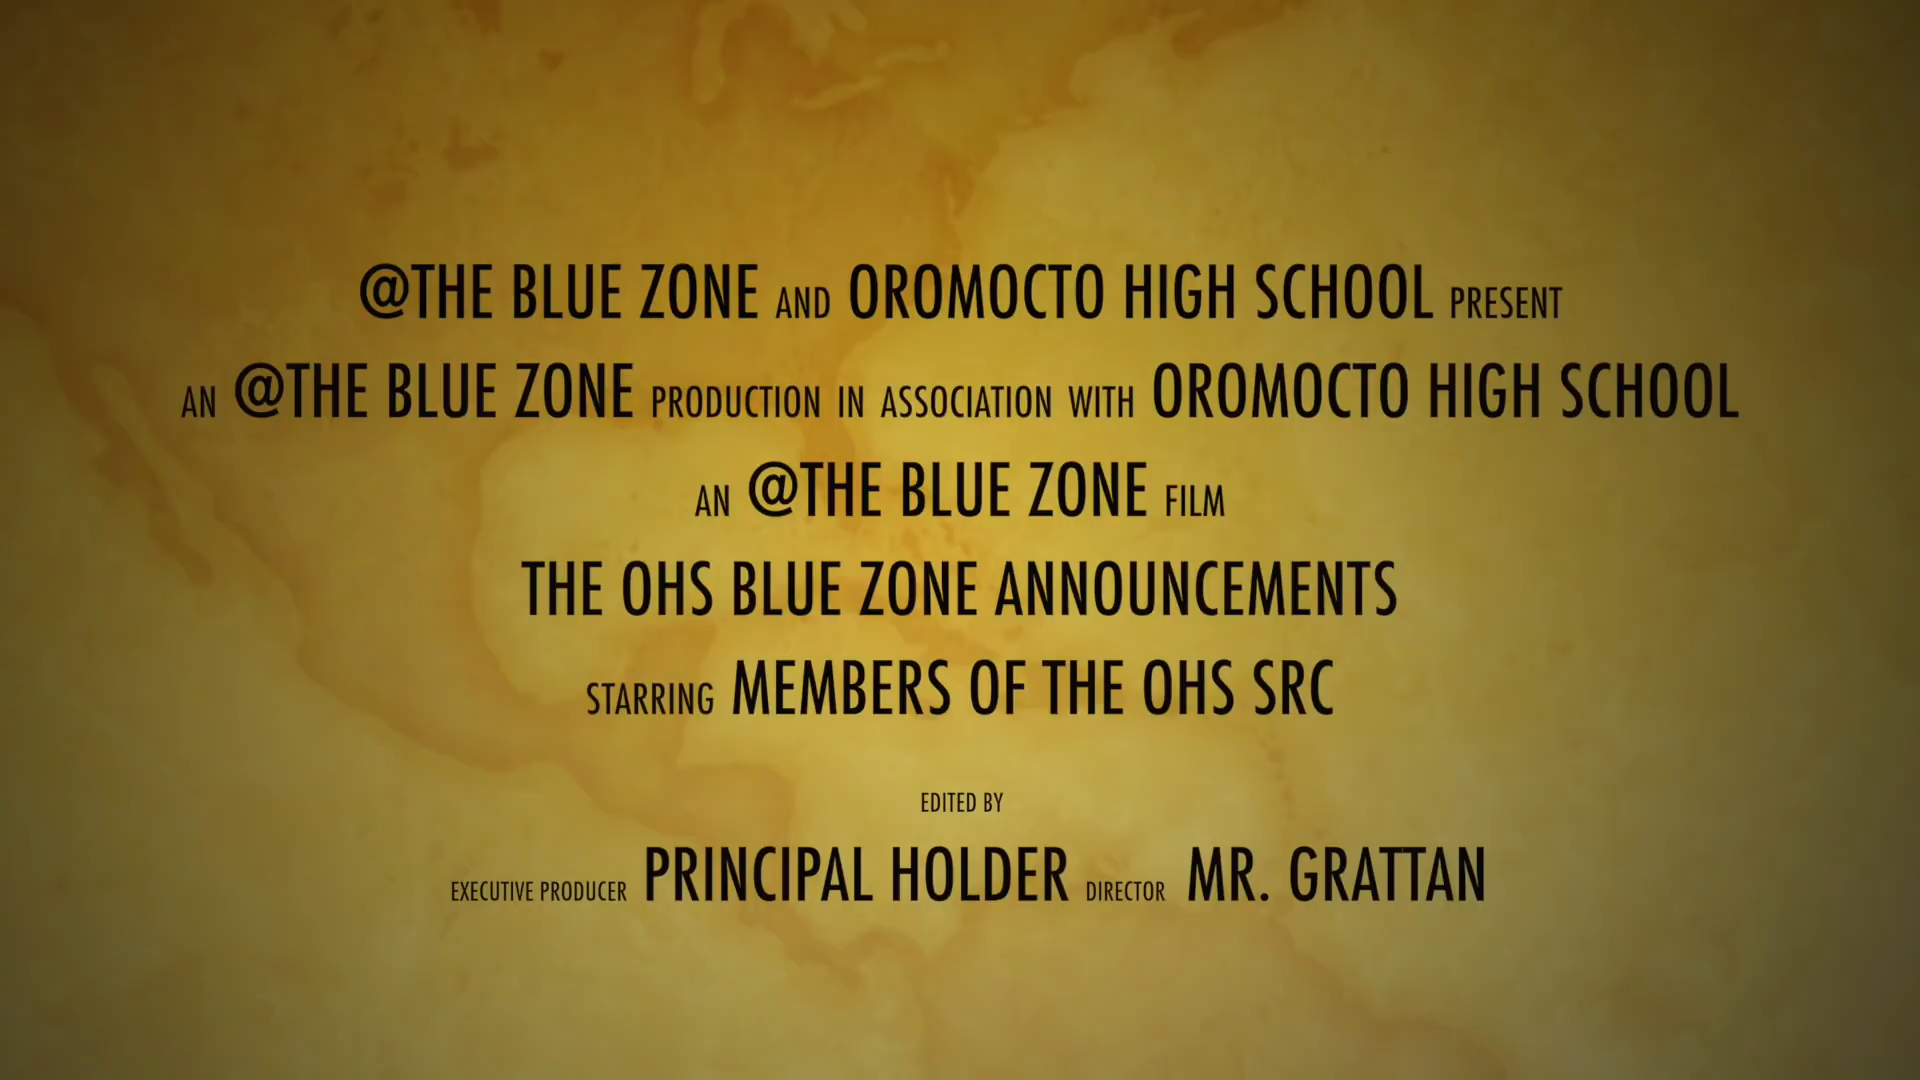 @THE BLUE ZONE AND OROMOCTO HIGH SCHOOL PRESENT
AN @THE BLUE ZONE PRODUCTION IN ASSOCIATION WITH OROMOCTO HIGH SCHOOL
AN @THE BLUE ZONE FILM
THE OHS BLUE ZONE ANNOUNCEMENTS
STARRING MEMBERS OF THE OHS SRC
EDITED BY
EXECUTIVE PRODUCER PRINCIPAL HOLDER DIRECTOR MR. GRATTAN